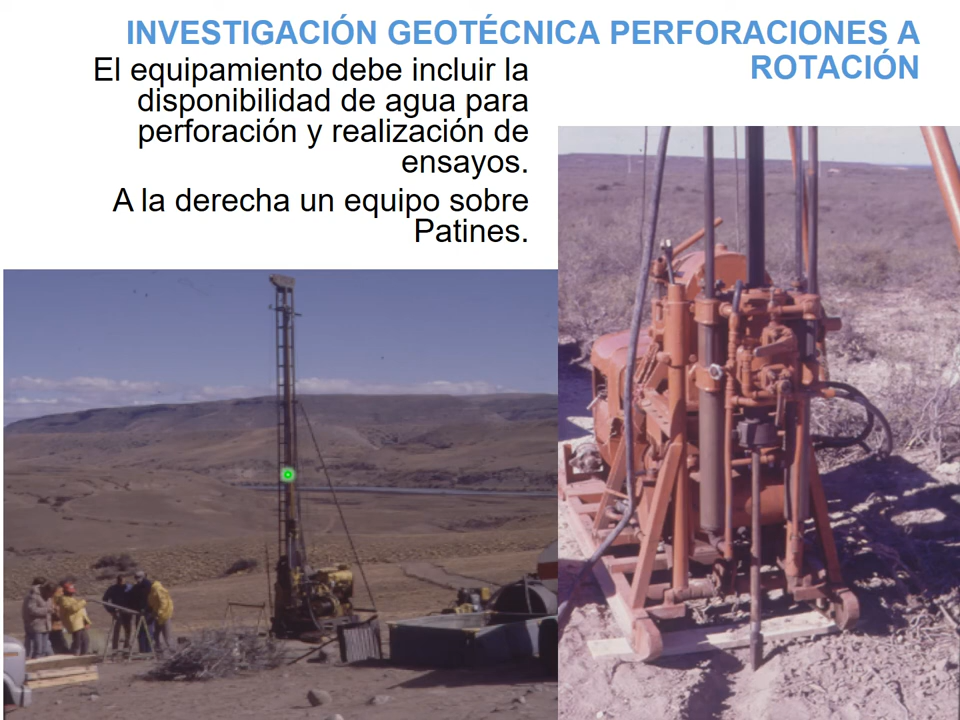 INVESTIGACIÓN GEOTÉCNICA PERFORACIONES A
ROTACIÓN
El equipamiento debe incluir la
disponibilidad de agua para
perforación y realización de
ensayos.
A la derecha un equipo sobre
Patines.